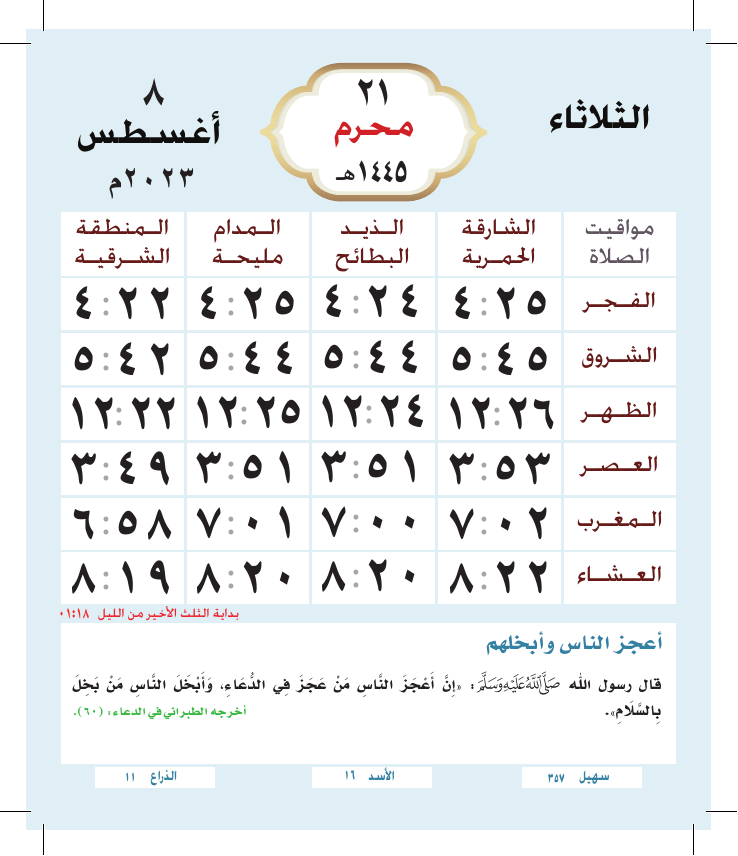 الثلاثاء
٢١
محرم
١٤٤٥هـ
٨
أغسطس
٢٠٢٣م
مواقيت الصلاة | الشارقة الحمرية | الذيد البطائح | المدام مليحة | المنطقة الشرقية
الفجر ٤:٢٥ ٤:٢٤ ٤:٢٥ ٤:٢٢
الشروق ٥:٤٥ ٥:٤٤ ٥:٤٤ ٥:٤٢
الظهر ١٢:٢٦ ١٢:٢٤ ١٢:٢٥ ١٢:٢٢
العصر ٣:٥٣ ٣:٥١ ٣:٥١ ٣:٤٩
المغرب ٧:٠٢ ٧:٠٠ ٧:٠١ ٦:٥٨
العشاء ٨:٢٢ ٨:٢٠ ٨:٢٠ ٨:١٩
بداية الثلث الأخير من الليل ٠١:١٨
أعجز الناس وأبخلهم
قال رسول الله صَلَّى اللَّهُ عَلَيْهِ وَسَلَّمَ: «إِنَّ أَعْجَزَ النَّاسِ مَنْ عَجَزَ فِي الدُّعَاءِ، وَأَبْخَلَ النَّاسِ مَنْ بَخِلَ
بِالسَّلَامِ». أخرجه الطبراني في الدعاء: (٦٠).
سهيل ٣٥٧
الأسد ١٦
الذراع ١١